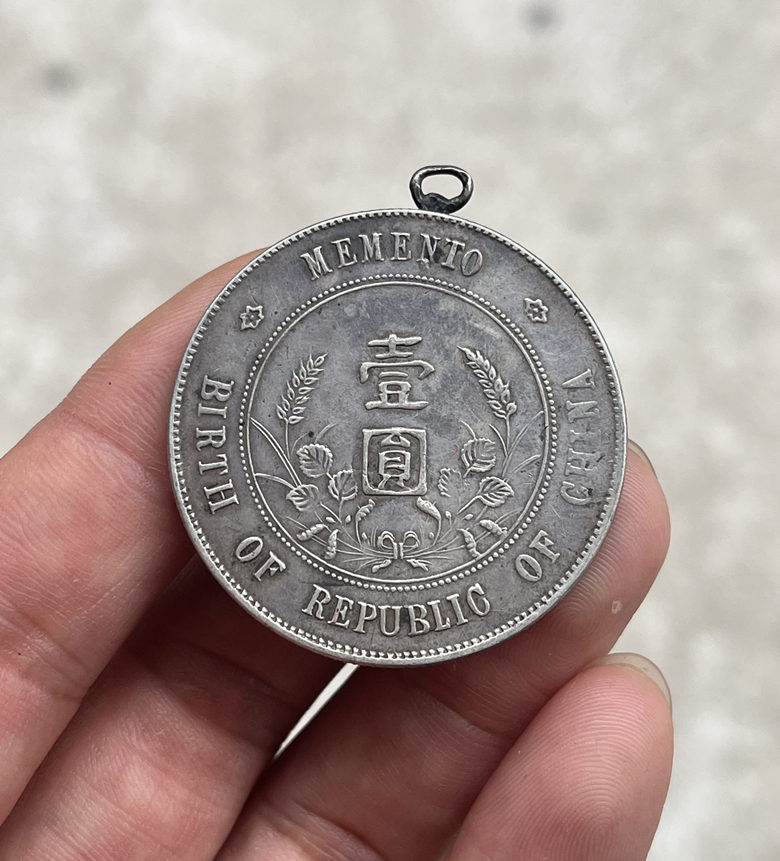 MEMENTO
壹
圓
BIRTH OF REPUBLIC OF CHINA